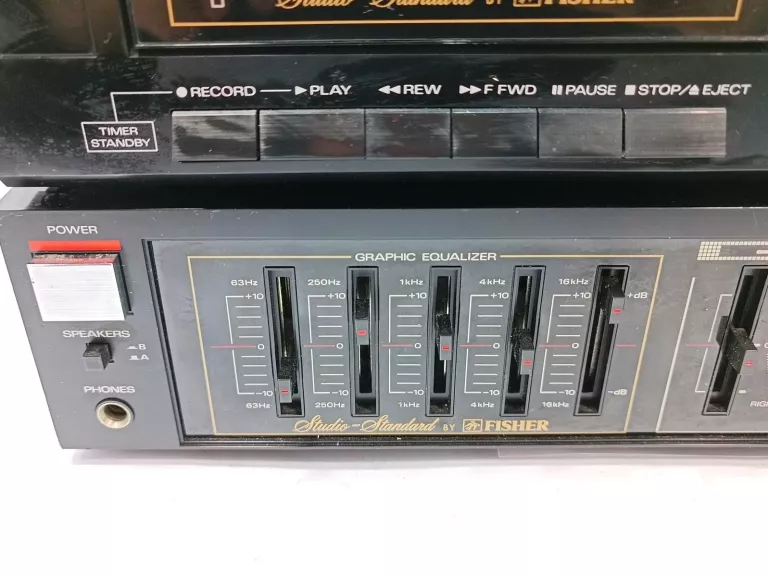 Studio-Standard BY FISHER
●RECORD ▶PLAY ◀◀REW ▶▶F FWD ⏸PAUSE ■STOP/⏏EJECT
TIMER
STANDBY
POWER
GRAPHIC EQUALIZER
63Hz 250Hz 1kHz 4kHz 16kHz
+10 +10 +10 +10 +10 +dB
0 0 0 0 0
-10 -10 -10 -10 -10 -dB
63Hz 250Hz 1kHz 4kHz 16kHz
SPEAKERS
B
A
PHONES
Studio-Standard BY FISHER